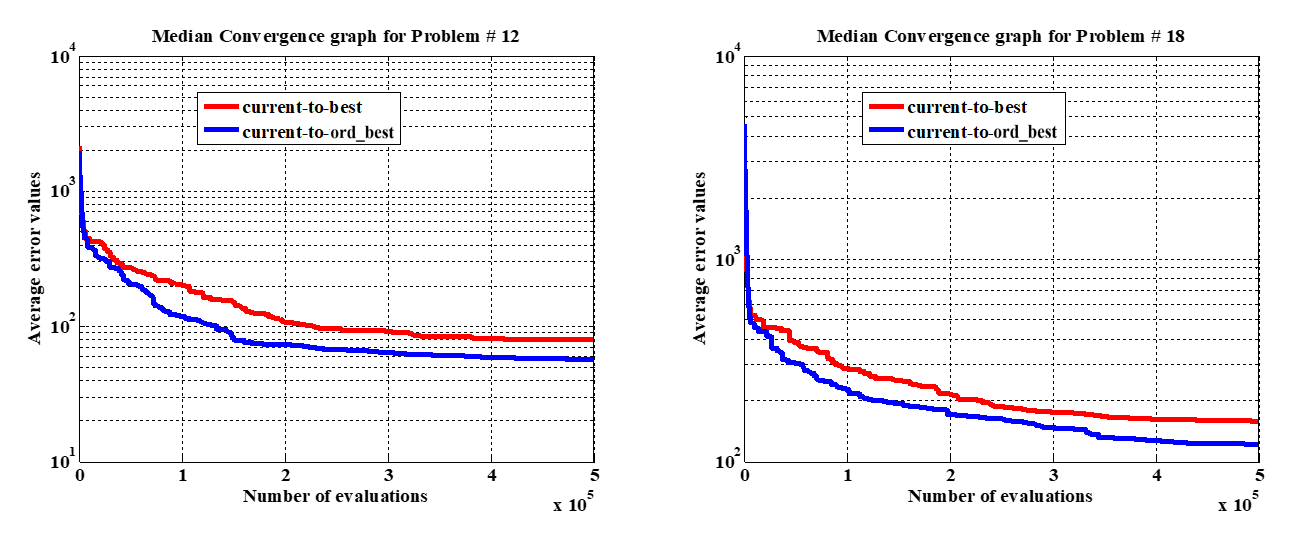 Median Convergence graph for Problem # 12
10^4
10^3
10^2
10^1
Average error values
current-to-best
current-to-ord_best
0 1 2 3 4 5
Number of evaluations
x 10^5
Median Convergence graph for Problem # 18
10^4
10^3
10^2
Average error values
current-to-best
current-to-ord_best
0 1 2 3 4 5
Number of evaluations
x 10^5